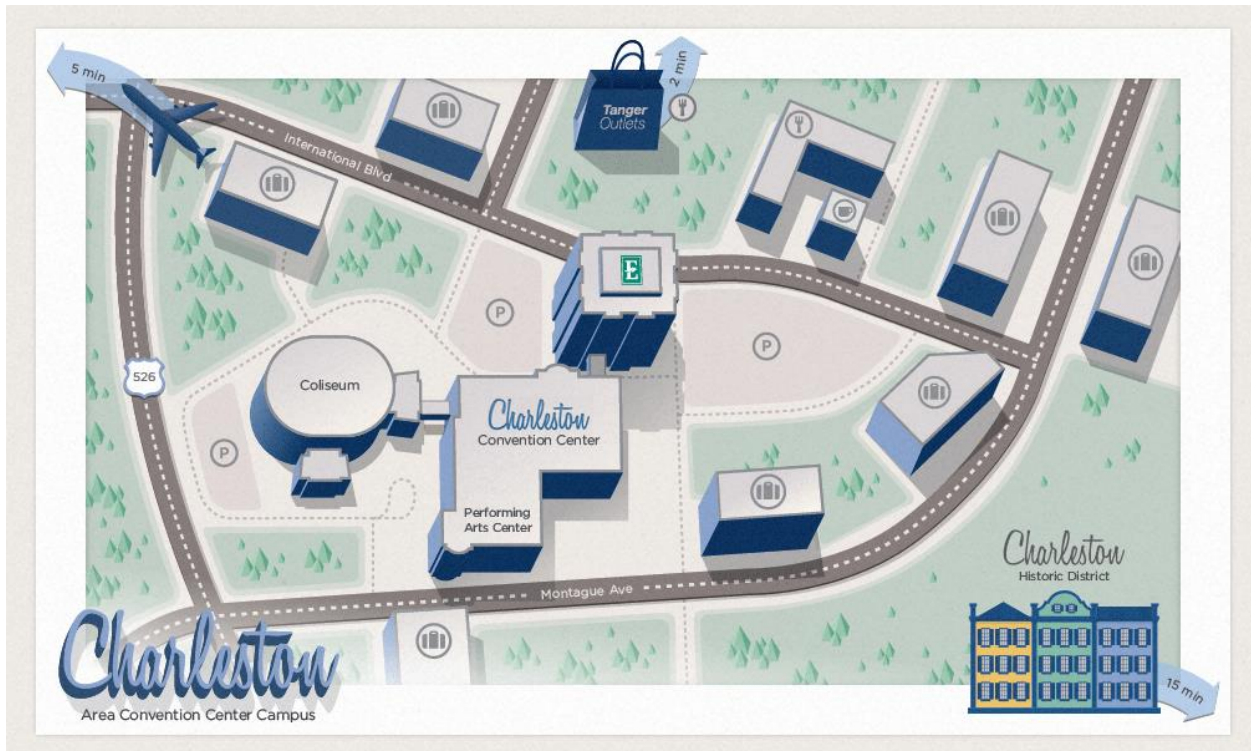 5 min
2 min
Tanger
Outlets
International Blvd
E
P
P
526
Coliseum
Charleston
Convention Center
P
Performing
Arts Center
Charleston
Historic District
Montague Ave
Charleston
Area Convention Center Campus
15 min